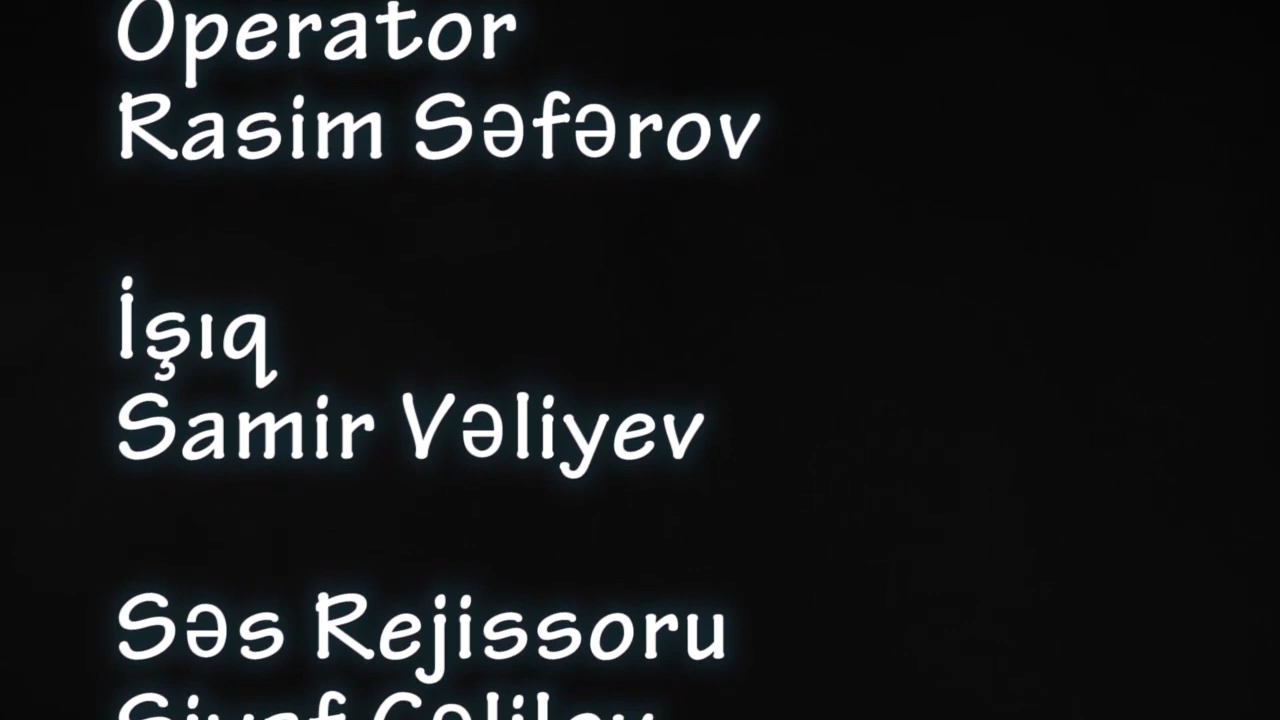 Operator
Rasim Səfərov
İşıq
Samir Vəliyev
Səs Rejissoru